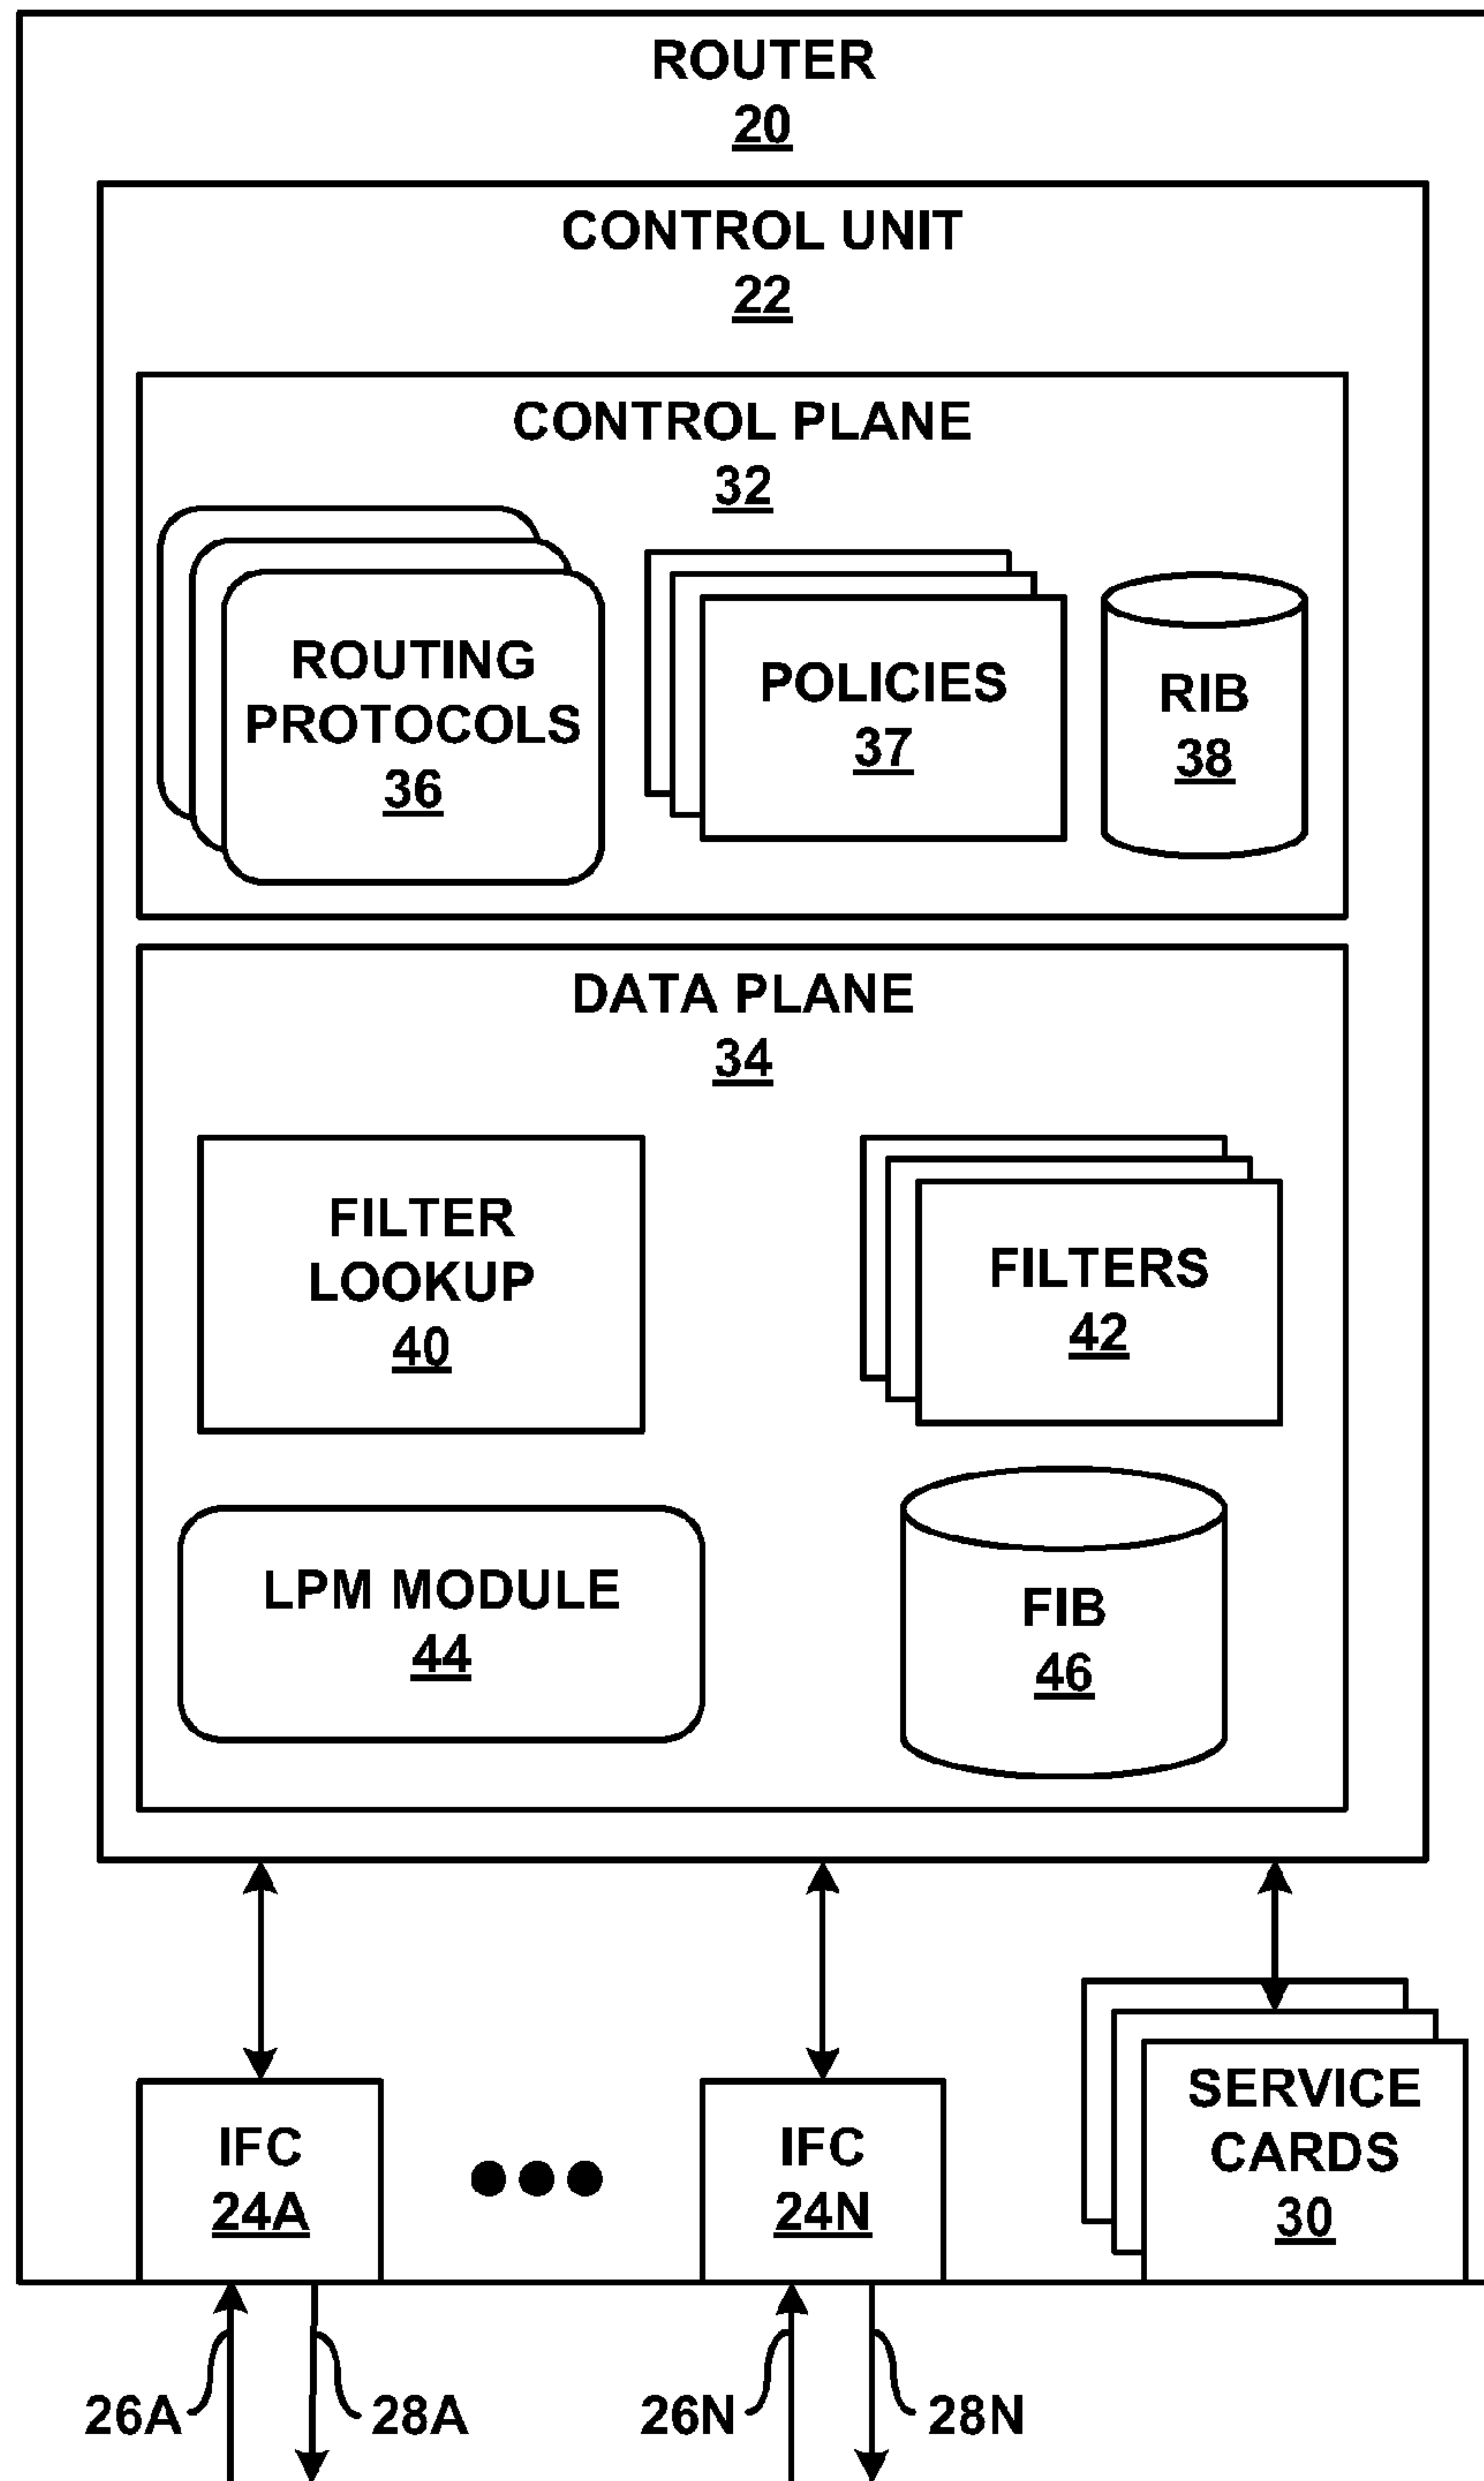 ROUTER
20
CONTROL UNIT
22
CONTROL PLANE
32
ROUTING
PROTOCOLS
36
POLICIES
37
RIB
38
DATA PLANE
34
FILTER
LOOKUP
40
FILTERS
42
LPM MODULE
44
FIB
46
IFC
24A
IFC
24N
SERVICE
CARDS
30
26A
28A
26N
28N